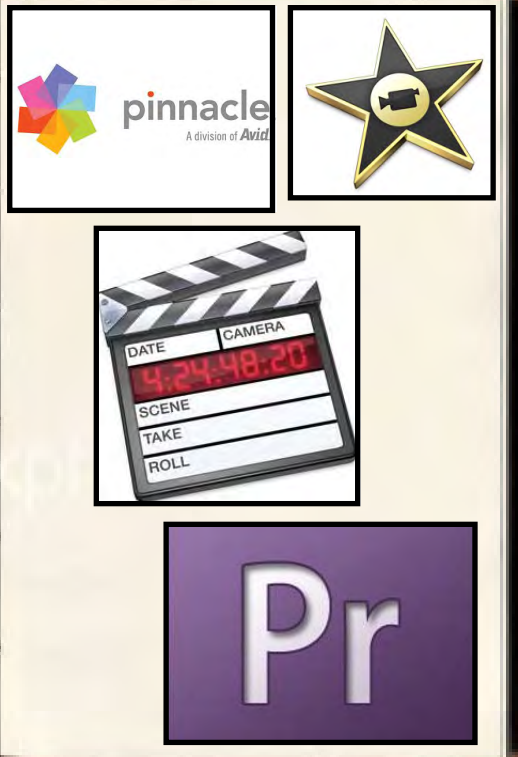 pinnacle
A division of Avid
DATE
CAMERA
4:24:48:20
SCENE
TAKE
ROLL
Pr